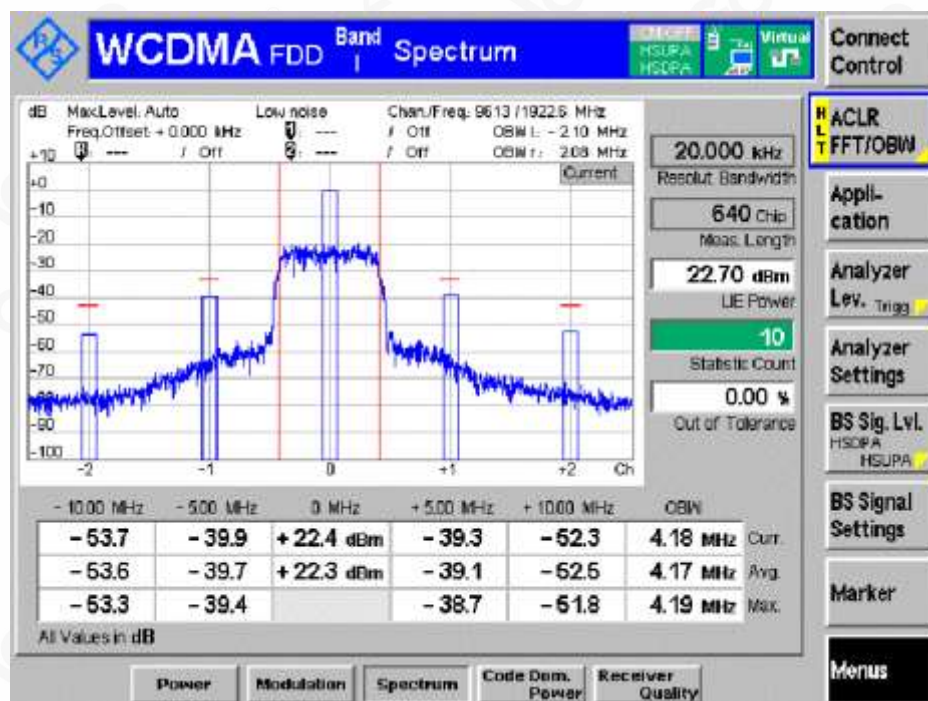 R&S
WCDMA FDD Band I Spectrum
HSUPA
HSDPA
Virtual
Connect
Control
dB Max.Level: Auto Low noise Chan./Freq.: 9613 / 1922.6 MHz
Freq.Offset: + 0.000 kHz 1: --- / Off OBW l: - 2.10 MHz
--- / Off 2: --- / Off OBW r: 2.08 MHz
Current
+10
+0
-10
-20
-30
-40
-50
-60
-70
-80
-90
-100
-2 -1 0 +1 +2 Ch
20.000 kHz
Resolut. Bandwidth
640 Chip
Meas. Length
22.70 dBm
UE Power
10
Statistic Count
0.00 %
Out of Tolerance
HLT
ACLR
FFT/OBW
Appli-
cation
Analyzer
Lev. Trigg
Analyzer
Settings
BS Sig. Lvl.
HSDPA
HSUPA
BS Signal
Settings
Marker
Menus
- 10.00 MHz - 5.00 MHz 0 MHz + 5.00 MHz + 10.00 MHz OBW
- 53.7 - 39.9 + 22.4 dBm - 39.3 - 52.3 4.18 MHz Curr.
- 53.6 - 39.7 + 22.3 dBm - 39.1 - 52.5 4.17 MHz Avg.
- 53.3 - 39.4 - 38.7 - 51.8 4.19 MHz Max.
All Values in dB
Power Modulation Spectrum Code Dom. Power Receiver Quality